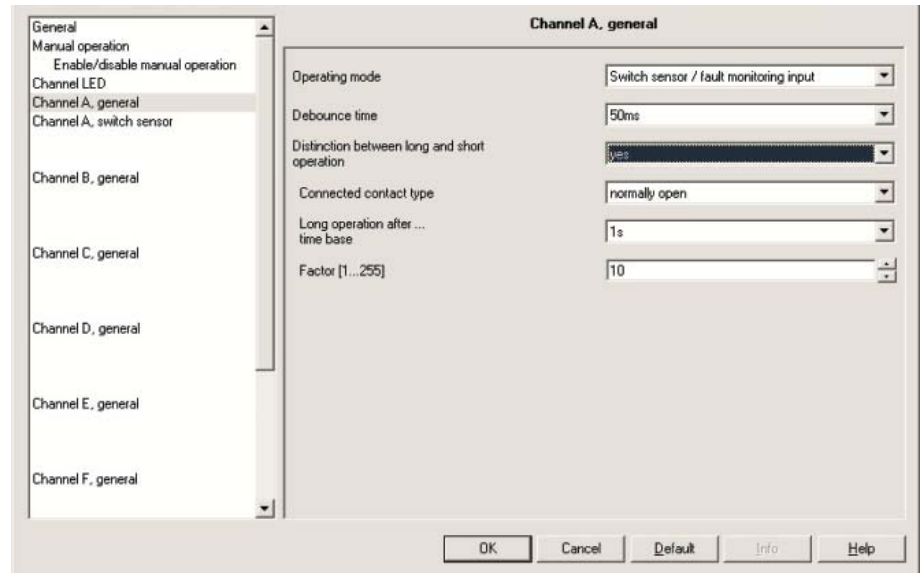 General
Manual operation
Enable/disable manual operation
Channel LED
Channel A, general
Channel A, switch sensor
Channel B, general
Channel C, general
Channel D, general
Channel E, general
Channel F, general
Channel A, general
Operating mode
Switch sensor / fault monitoring input
Debounce time
50ms
Distinction between long and short
operation
yes
Connected contact type
normally open
Long operation after ...
time base
1s
Factor [1...255]
10
OK
Cancel
Default
Info
Help